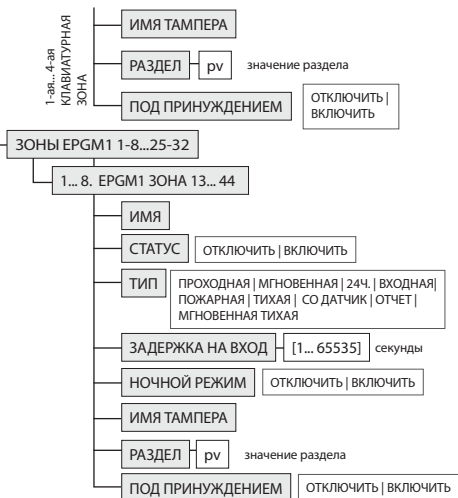 1-ая... 4-ая
КЛАВИАТУРНАЯ
ЗОНА
ИМЯ ТАМПЕРА
РАЗДЕЛ pv значение раздела
ПОД ПРИНУЖДЕНИЕМ ОТКЛЮЧИТЬ |
ВКЛЮЧИТЬ
ЗОНЫ EPGM1 1-8...25-32
1... 8. EPGM1 ЗОНА 13... 44
ИМЯ
СТАТУС ОТКЛЮЧИТЬ | ВКЛЮЧИТЬ
ТИП ПРОХОДНАЯ | МГНОВЕННАЯ | 24Ч. | ВХОДНАЯ|
ПОЖАРНАЯ | ТИХАЯ | СО ДАТЧИК | ОТЧЕТ |
МГНОВЕННАЯ ТИХАЯ
ЗАДЕРЖКА НА ВХОД [1... 65535] секунды
НОЧНОЙ РЕЖИМ ОТКЛЮЧИТЬ | ВКЛЮЧИТЬ
ИМЯ ТАМПЕРА
РАЗДЕЛ pv значение раздела
ПОД ПРИНУЖДЕНИЕМ ОТКЛЮЧИТЬ | ВКЛЮЧИТЬ